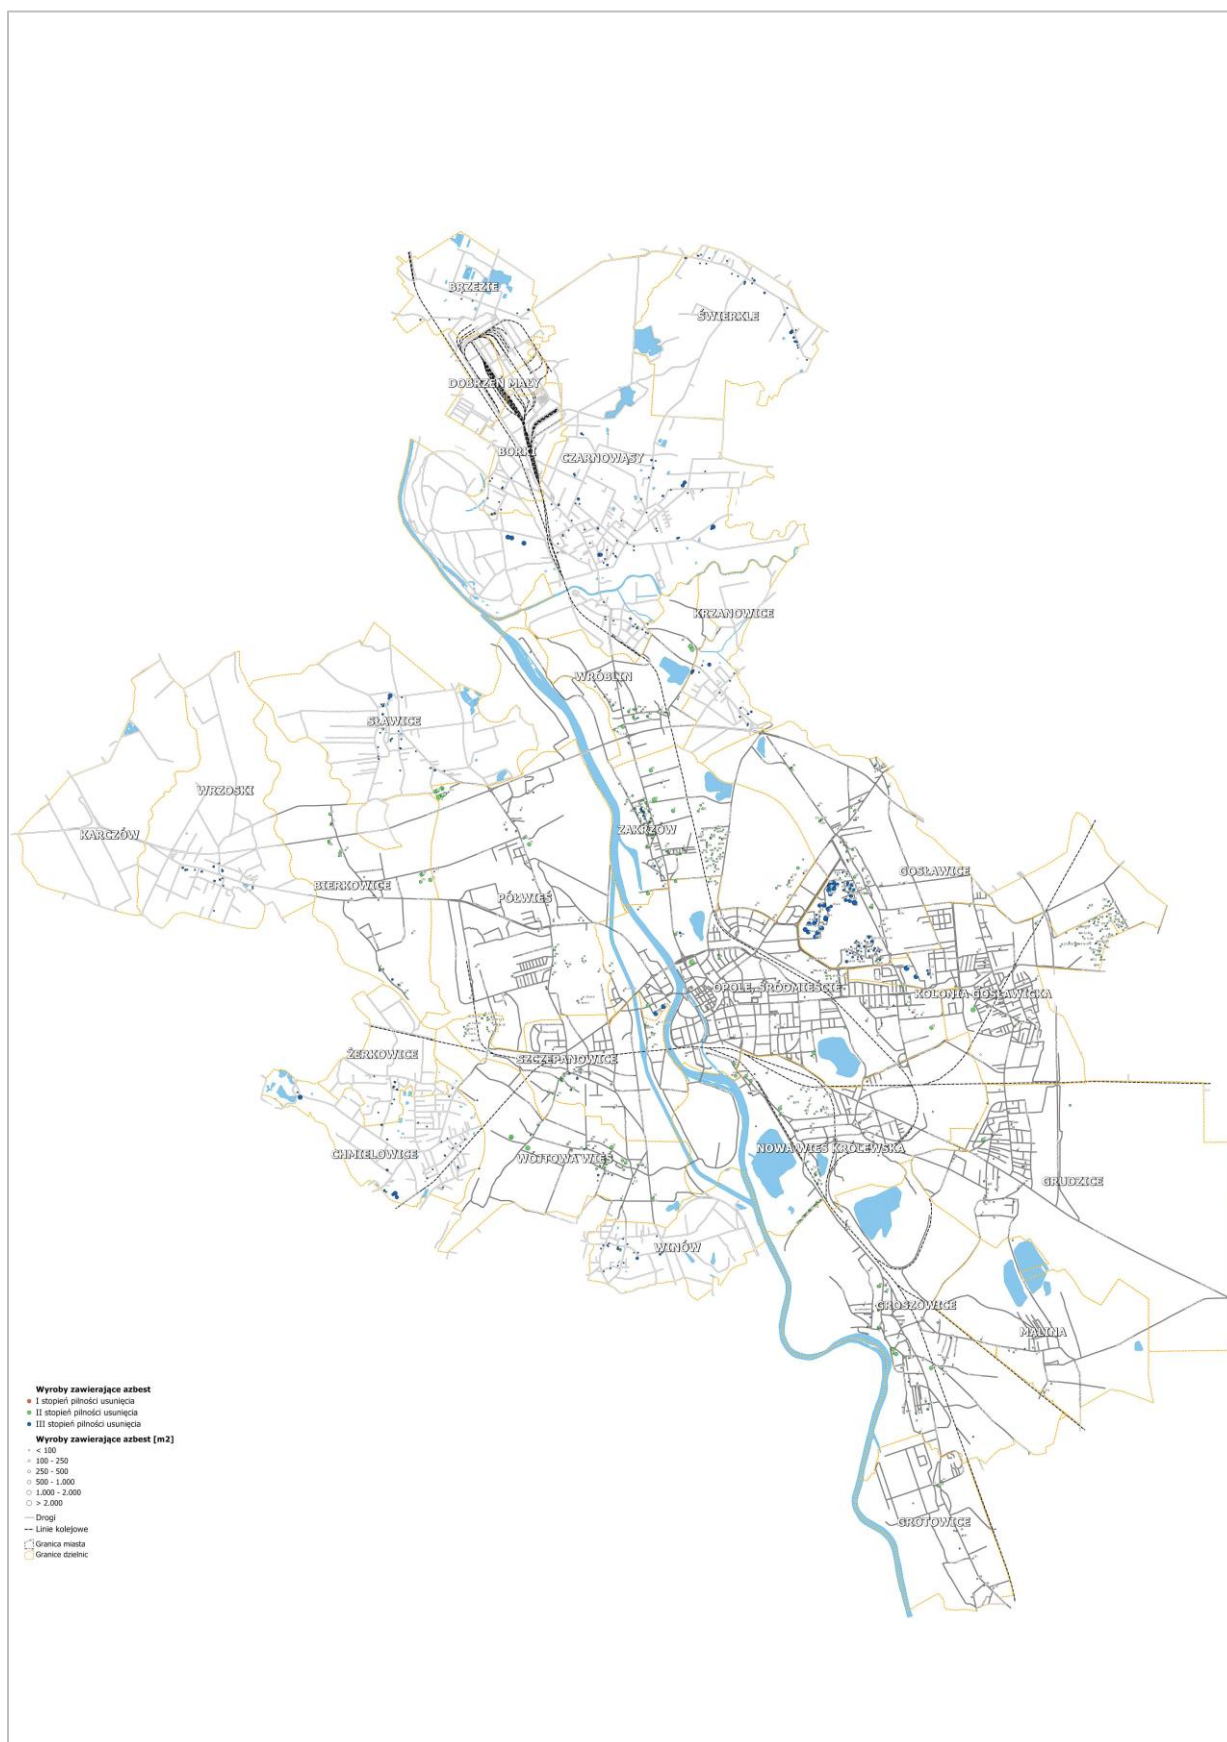 BRZEZIE
ŚWIERKLE
DOBRZEŃ MAŁY
BORKI
CZARNOWĄSY
KRZANOWICE
WRÓBLIN
SŁAWICE
WRZOSKI
KARCZÓW
ZAKRZÓW
GOSŁAWICE
BIERKOWICE
PÓŁWIEŚ
OPOLE, ŚRÓDMIEŚCIE
KOLONIA GOSŁAWICKA
ŻERKOWICE
SZCZEPANOWICE
CHMIELOWICE
WÓJTOWA WIEŚ
NOWA WIEŚ KRÓLEWSKA
GRUDZICE
WINÓW
GROSZOWICE
MALINA
Wyroby zawierające azbest
I stopień pilności usunięcia
II stopień pilności usunięcia
III stopień pilności usunięcia
Wyroby zawierające azbest [m2]
< 100
100 - 250
250 - 500
500 - 1.000
1.000 - 2.000
> 2.000
Drogi
Linie kolejowe
Granica miasta
Granice dzielnic
GROTOWICE